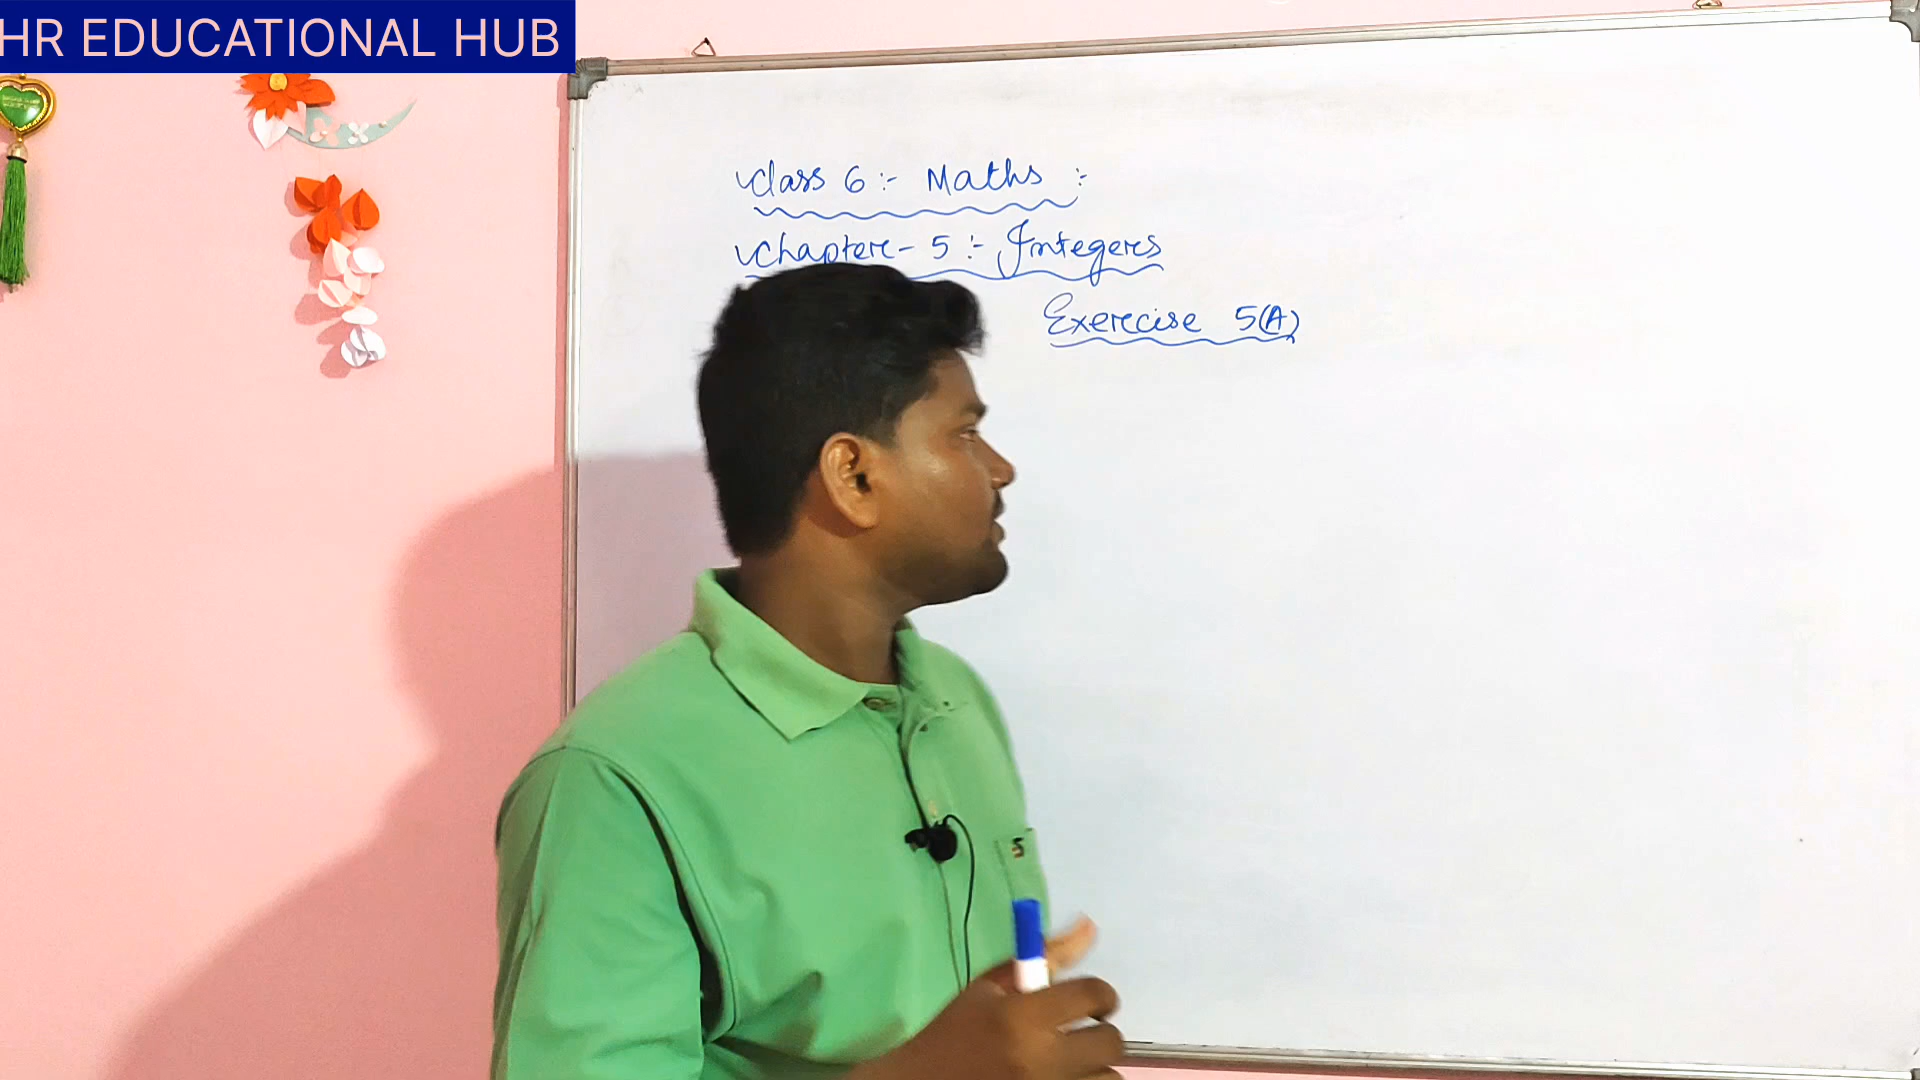 HR EDUCATIONAL HUB
Class 6 :- Maths :-
Chapter - 5 :- Integers
Exercise 5(A)